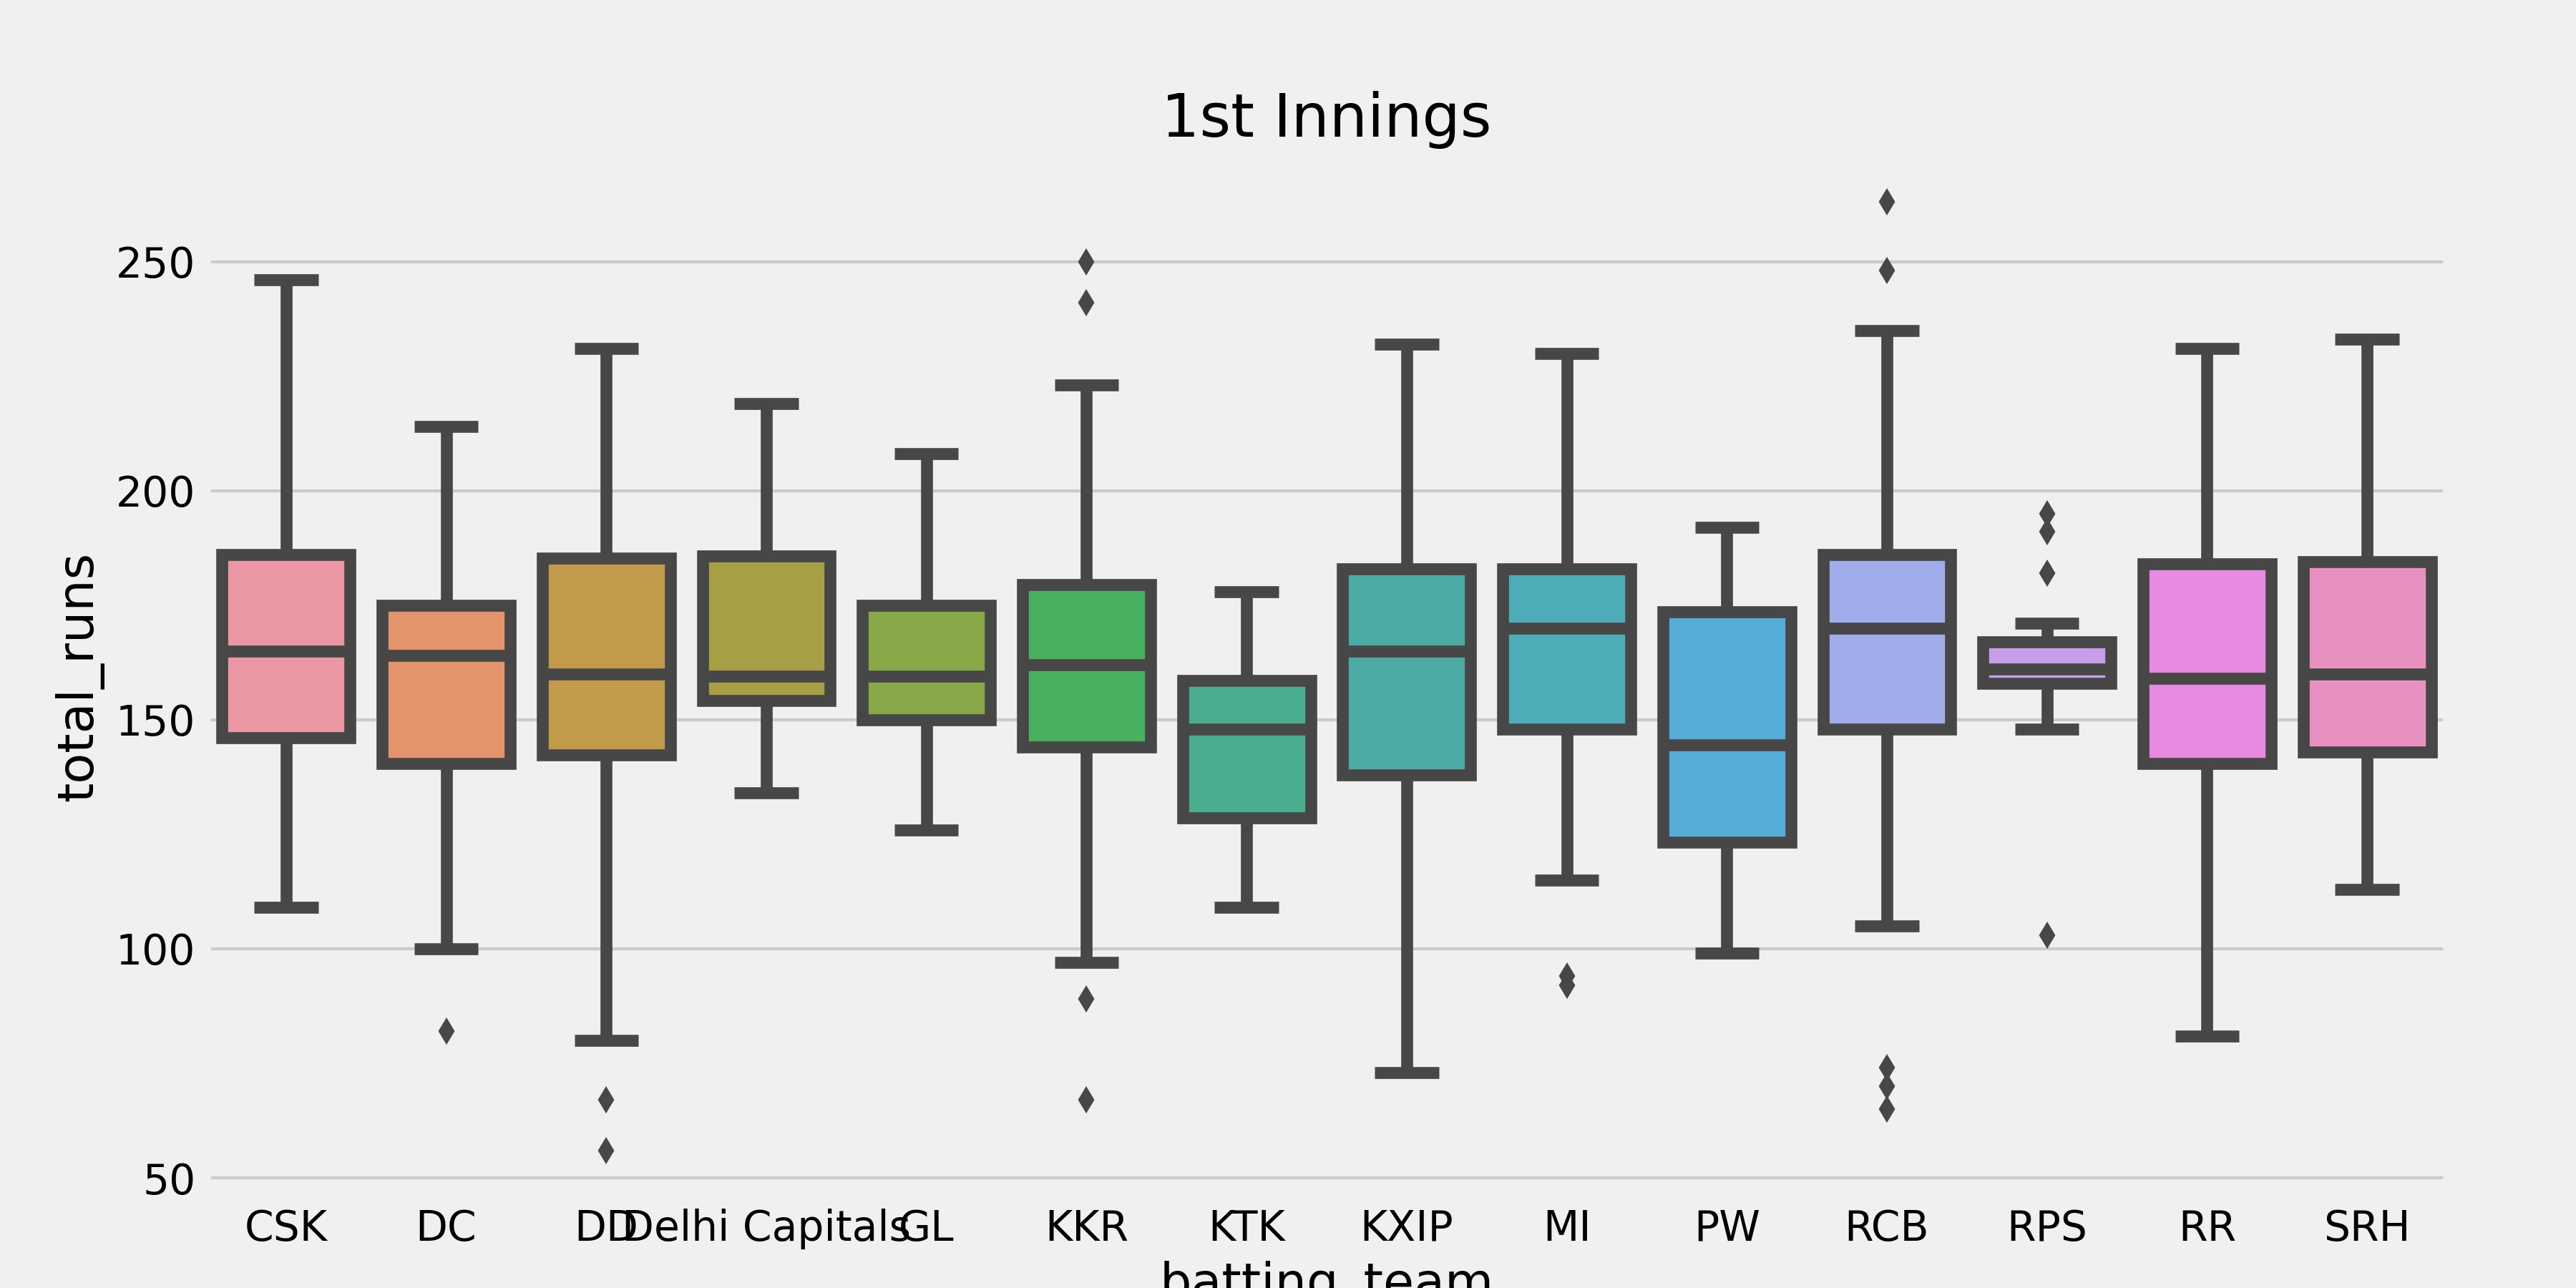 1st Innings
250
200
150
100
50
total_runs
CSK DC DD Delhi Capitals GL KKR KTK KXIP MI PW RCB RPS RR SRH
batting_team